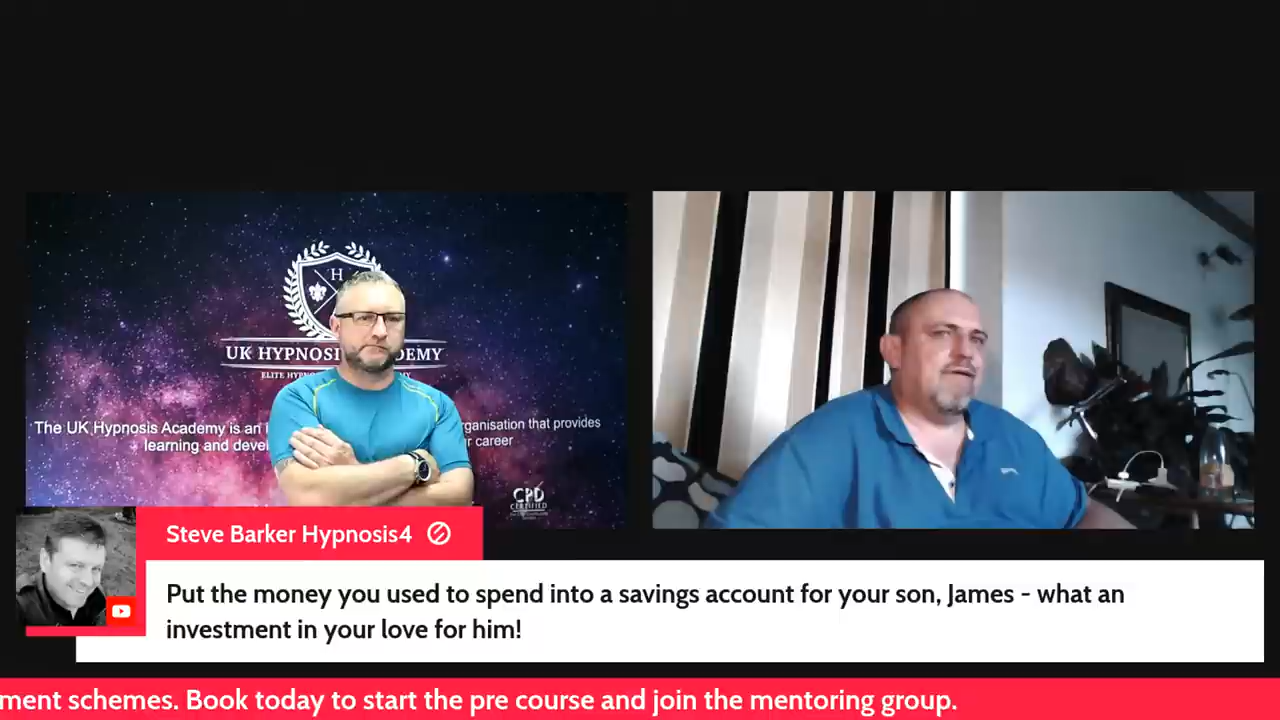 H
UK HYPNOSIS ACADEMY
ELITE
The UK Hypnosis Academy is an
organisation that provides
learning and
career
CPD
CERTIFIED
Steve Barker Hypnosis4
Put the money you used to spend into a savings account for your son, James - what an
investment in your love for him!
ment schemes. Book today to start the pre course and join the mentoring group.